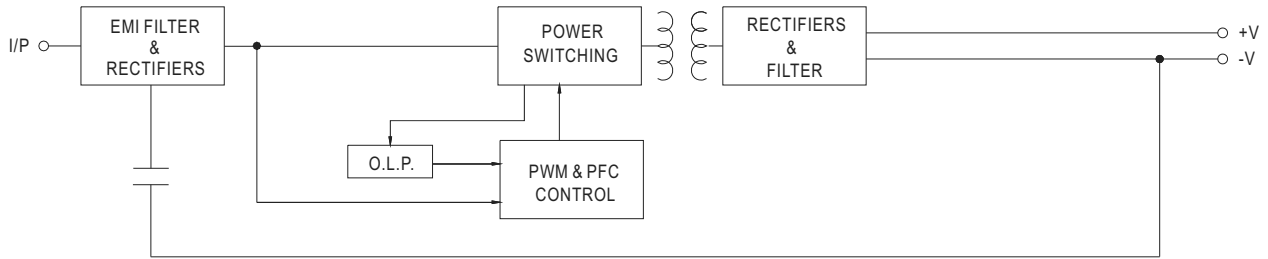 I/P
EMI FILTER
&
RECTIFIERS
POWER
SWITCHING
RECTIFIERS
&
FILTER
+V
-V
O.L.P.
PWM & PFC
CONTROL